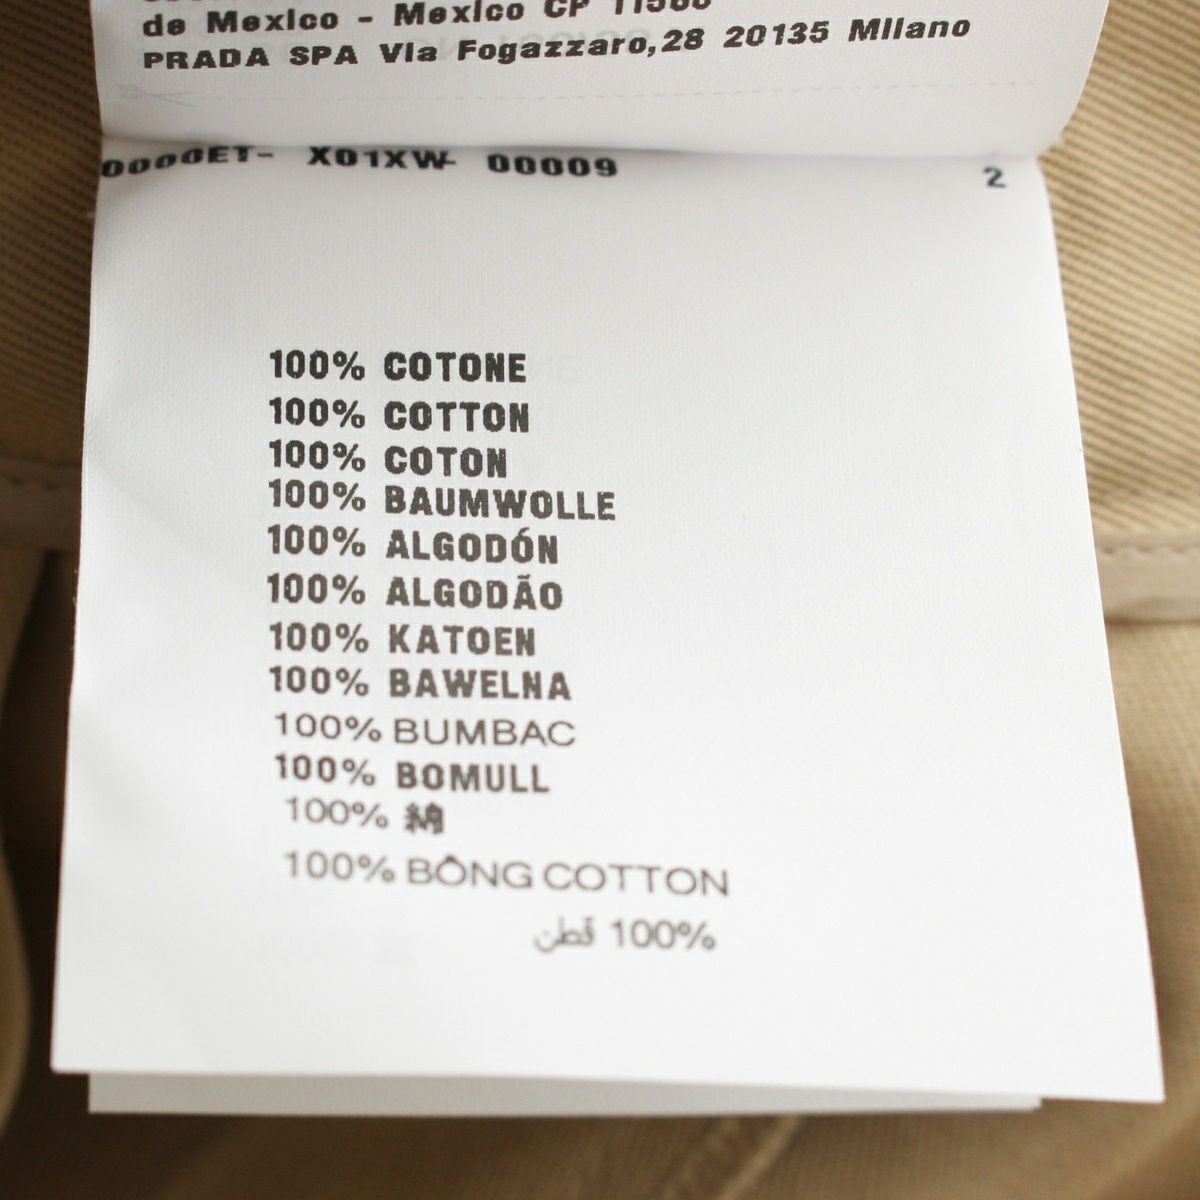 de Mexico - Mexico CP 11560
PRADA SPA Via Fogazzaro,28 20135 Milano
0000ET- X01XW- 00009 2
100% COTONE
100% COTTON
100% COTON
100% BAUMWOLLE
100% ALGODÓN
100% ALGODÃO
100% KATOEN
100% BAWELNA
100% BUMBAC
100% BOMULL
100% 綿
100% BÔNG COTTON
100% قطن